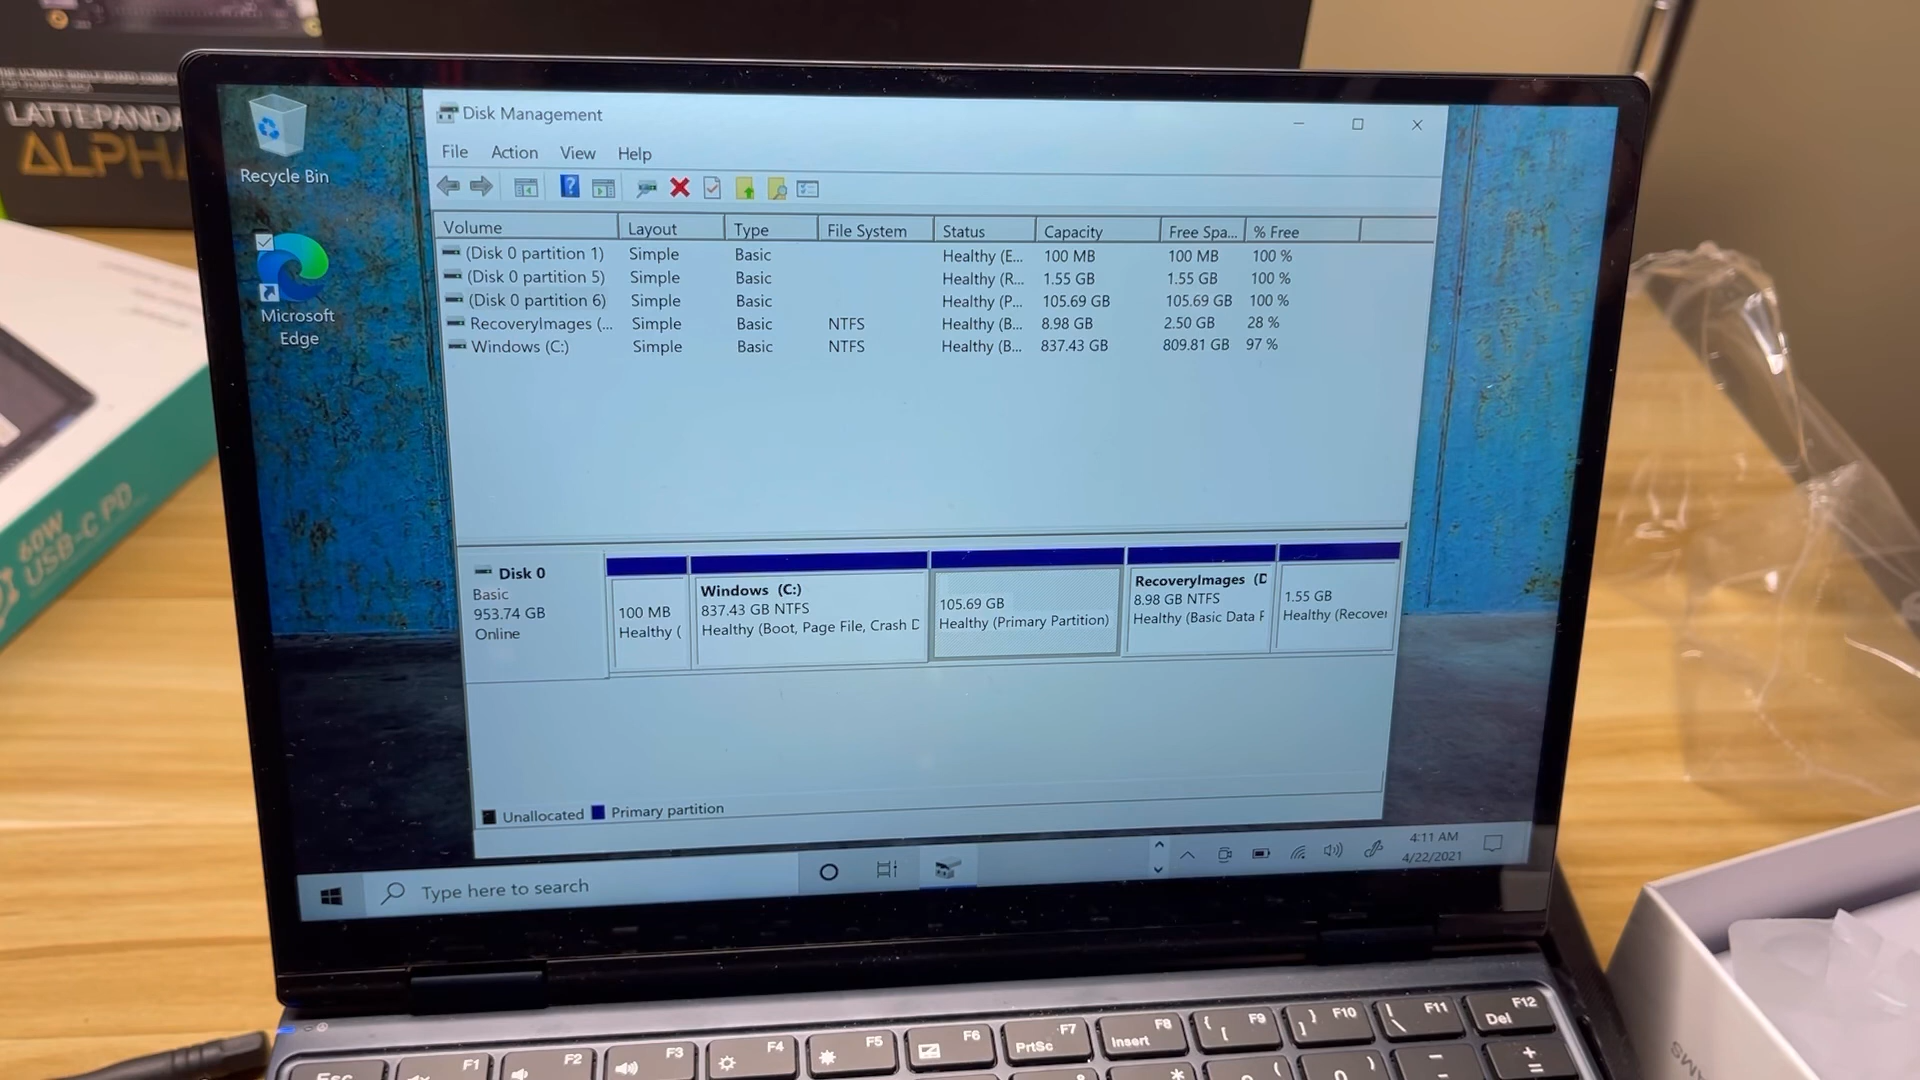 LATTEPANDA
ALPHA
60W
USB-C PD
Recycle Bin
Microsoft
Edge
Disk Management
File Action View Help
Volume Layout Type File System Status Capacity Free Spa... % Free
(Disk 0 partition 1) Simple Basic Healthy (E... 100 MB 100 MB 100 %
(Disk 0 partition 5) Simple Basic Healthy (R... 1.55 GB 1.55 GB 100 %
(Disk 0 partition 6) Simple Basic Healthy (P... 105.69 GB 105.69 GB 100 %
RecoveryImages (... Simple Basic NTFS Healthy (B... 8.98 GB 2.50 GB 28 %
Windows (C:) Simple Basic NTFS Healthy (B... 837.43 GB 809.81 GB 97 %
Disk 0
Basic
953.74 GB
Online
100 MB
Healthy (
Windows (C:)
837.43 GB NTFS
Healthy (Boot, Page File, Crash D
105.69 GB
Healthy (Primary Partition)
RecoveryImages (D
8.98 GB NTFS
Healthy (Basic Data P
1.55 GB
Healthy (Recover
Unallocated Primary partition
Type here to search
4:11 AM
4/22/2021
Esc F1 F2 F3 F4 F5 F6 F7 PrtSc F8 Insert F9 { [ F10 } ] F11 | \ F12 Del
* ( ) - + =